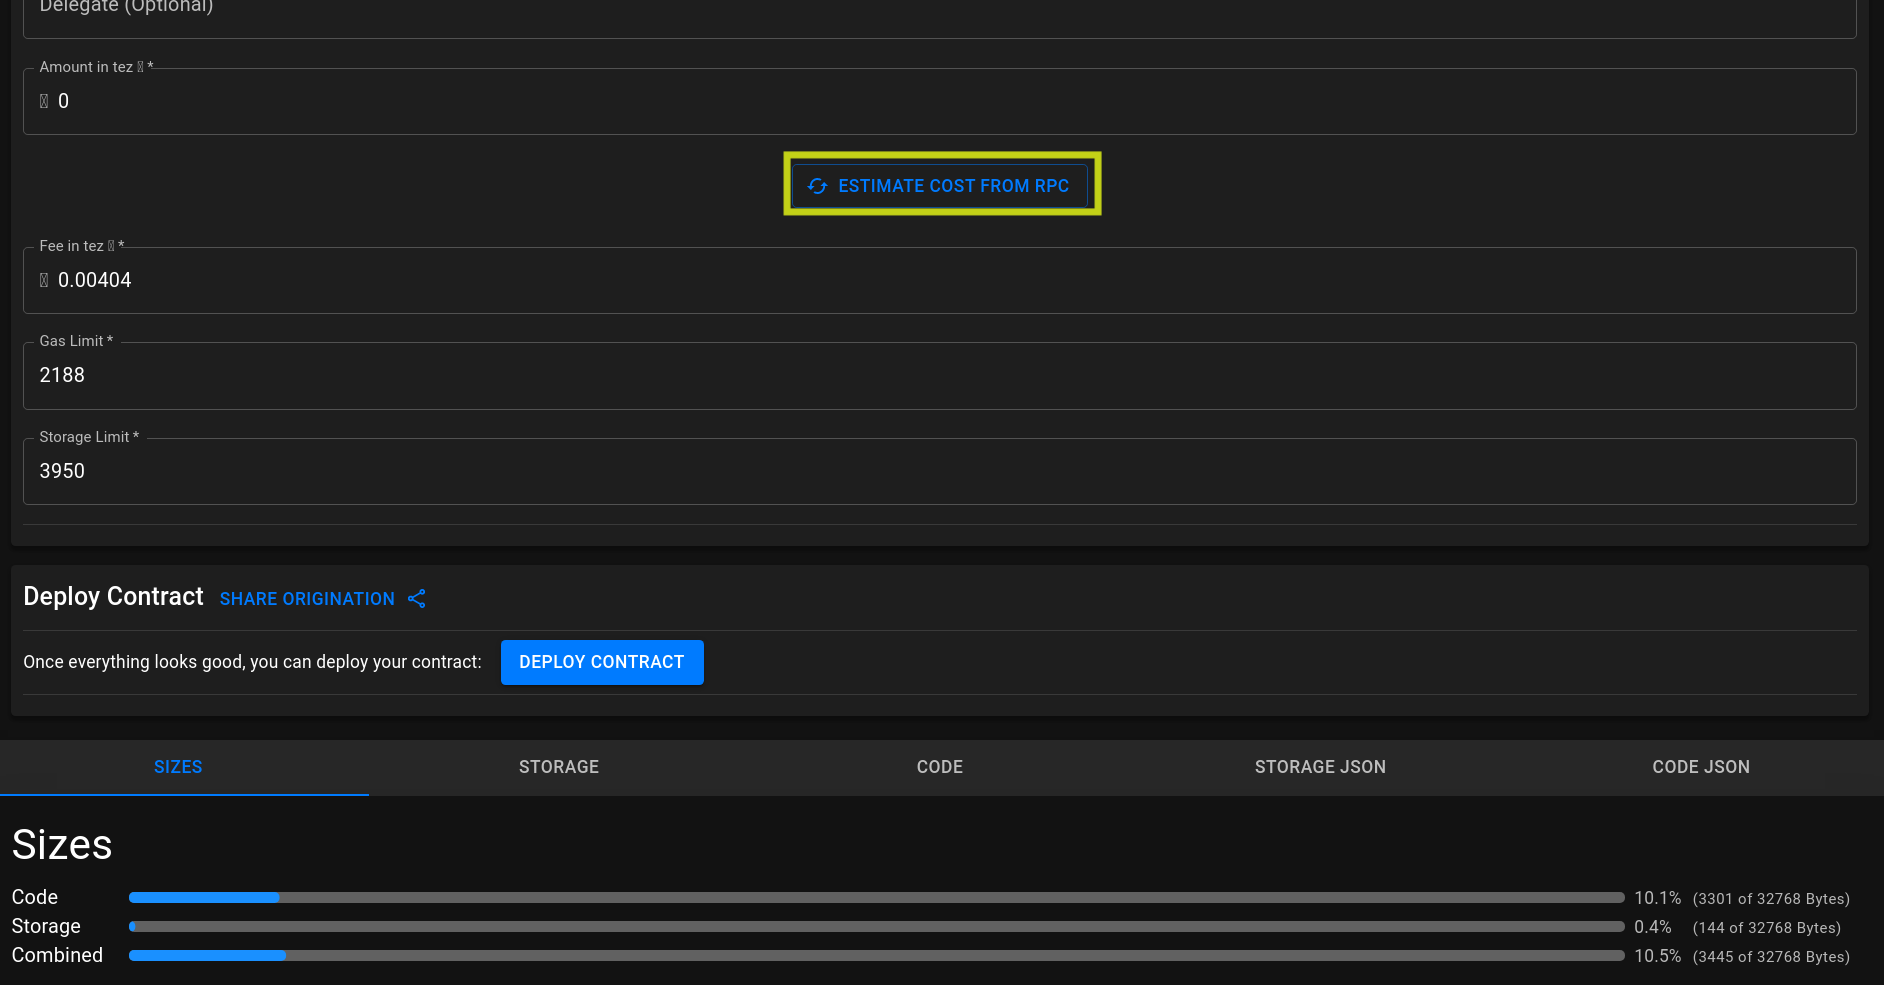 Delegate (Optional)
Amount in tez *
0
ESTIMATE COST FROM RPC
Fee in tez *
0.00404
Gas Limit *
2188
Storage Limit *
3950
Deploy Contract SHARE ORIGINATION
Once everything looks good, you can deploy your contract: DEPLOY CONTRACT
SIZES STORAGE CODE STORAGE JSON CODE JSON
Sizes
Code 10.1% (3301 of 32768 Bytes)
Storage 0.4% (144 of 32768 Bytes)
Combined 10.5% (3445 of 32768 Bytes)